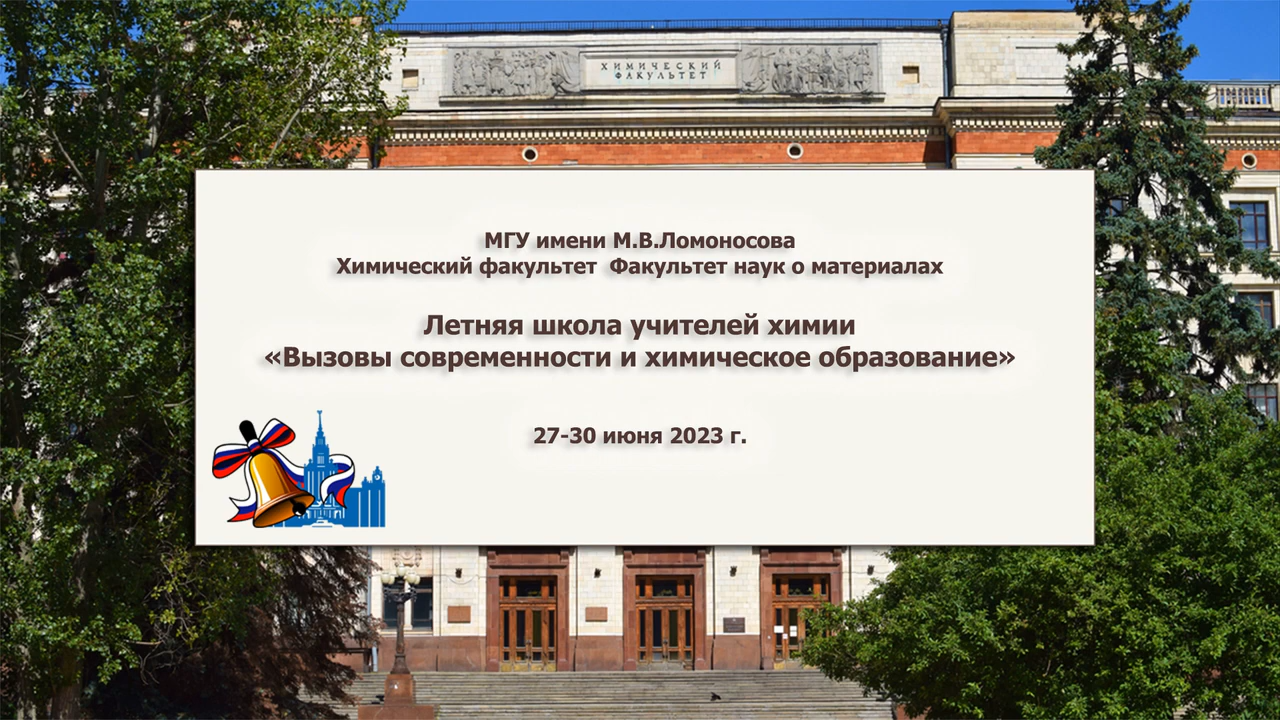 ХИМИЧЕСКИЙ
ФАКУЛЬТЕТ
МГУ имени М.В.Ломоносова
Химический факультет Факультет наук о материалах
Летняя школа учителей химии
«Вызовы современности и химическое образование»
27-30 июня 2023 г.